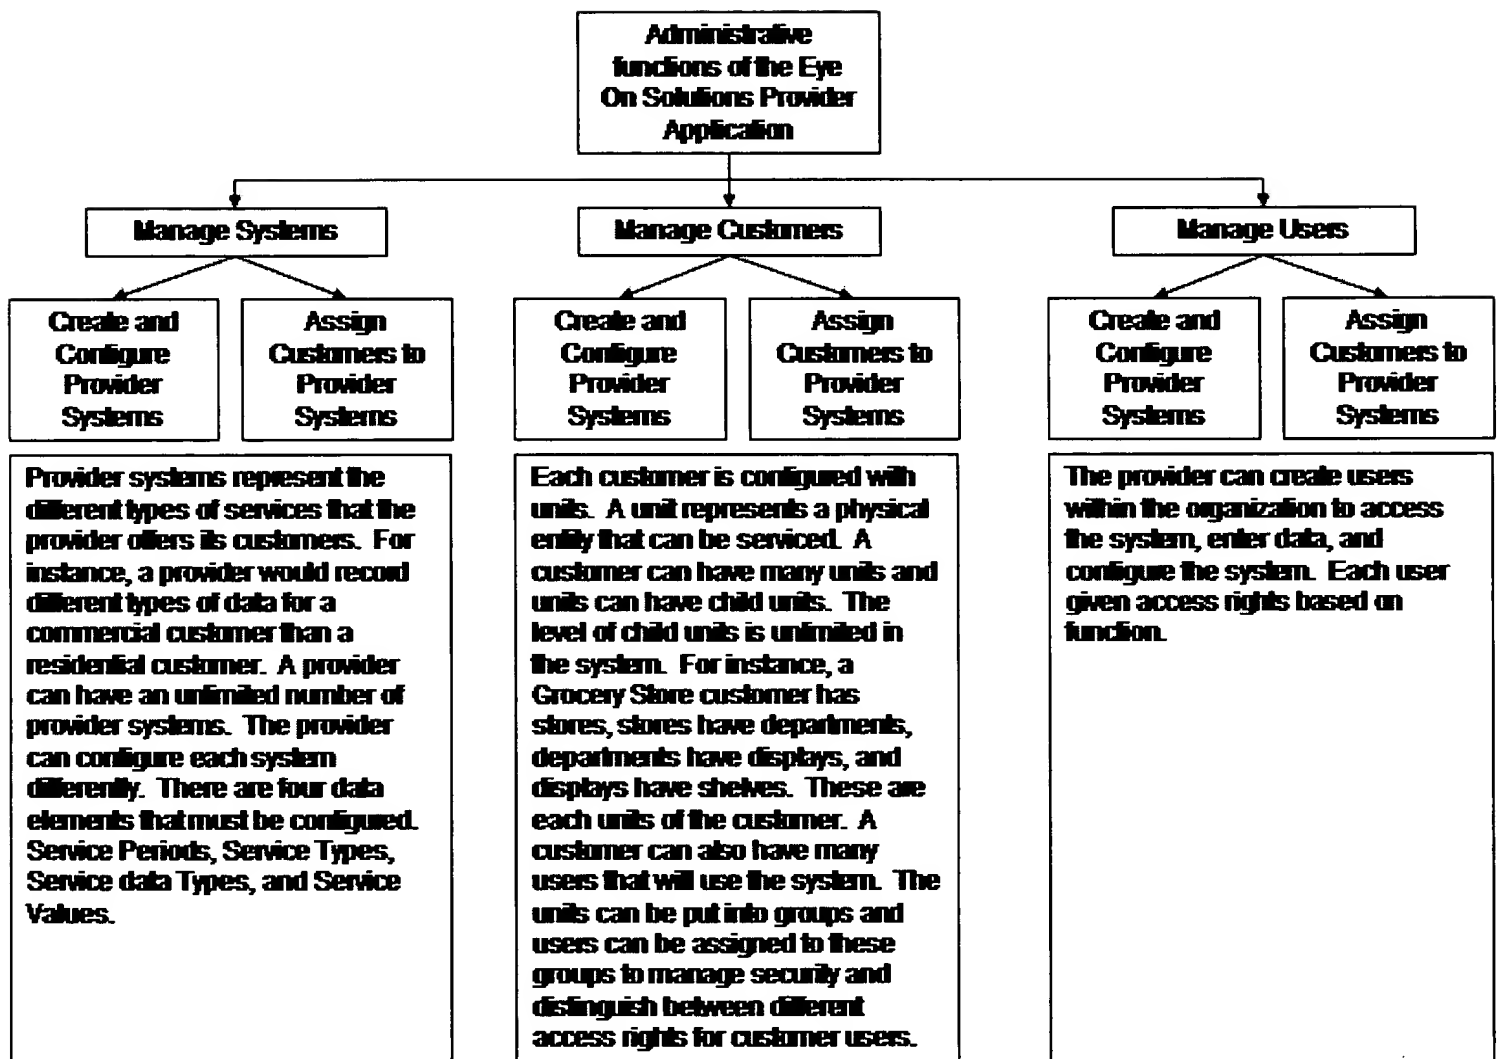 Administrative
functions of the Eye
On Solutions Provider
Application
Manage Systems
Manage Customers
Manage Users
Create and
Configure
Provider
Systems
Assign
Customers to
Provider
Systems
Create and
Configure
Provider
Systems
Assign
Customers to
Provider
Systems
Create and
Configure
Provider
Systems
Assign
Customers to
Provider
Systems
Provider systems represent the
different types of services that the
provider offers its customers. For
instance, a provider would record
different types of data for a
commercial customer than a
residential customer. A provider
can have an unlimited number of
provider systems. The provider
can configure each system
differently. There are four data
elements that must be configured.
Service Periods, Service Types,
Service data Types, and Service
Values.
Each customer is configured with
units. A unit represents a physical
entity that can be serviced. A
customer can have many units and
units can have child units. The
level of child units is unlimited in
the system. For instance, a
Grocery Store customer has
stores, stores have departments,
departments have displays, and
displays have shelves. These are
each units of the customer. A
customer can also have many
users that will use the system. The
units can be put into groups and
users can be assigned to these
groups to manage security and
distinguish between different
access rights for customer users.
The provider can create users
within the organization to access
the system, enter data, and
configure the system. Each user
given access rights based on
function.